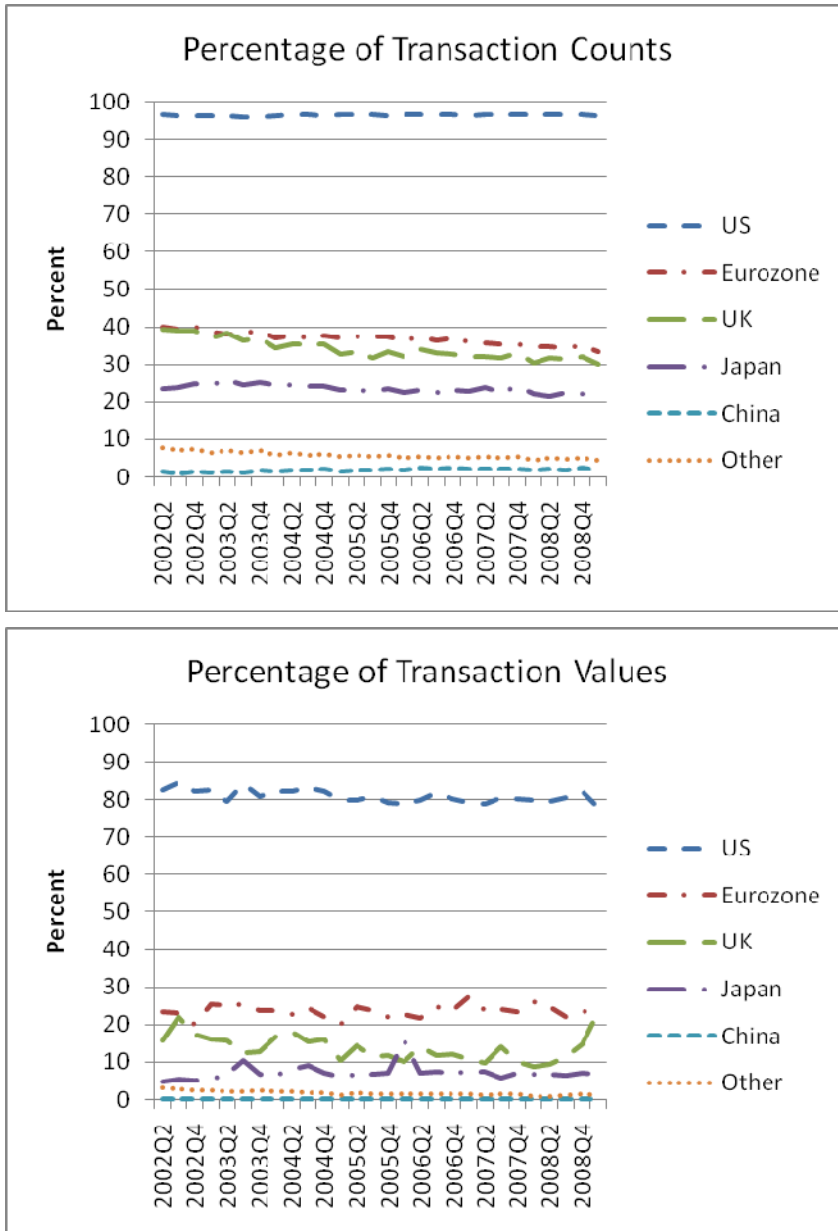 Percentage of Transaction Counts
100
90
80
70
60
50
40
30
20
10
0
Percent
2002Q2
2002Q4
2003Q2
2003Q4
2004Q2
2004Q4
2005Q2
2005Q4
2006Q2
2006Q4
2007Q2
2007Q4
2008Q2
2008Q4
US
Eurozone
UK
Japan
China
Other
Percentage of Transaction Values
100
90
80
70
60
50
40
30
20
10
0
Percent
2002Q2
2002Q4
2003Q2
2003Q4
2004Q2
2004Q4
2005Q2
2005Q4
2006Q2
2006Q4
2007Q2
2007Q4
2008Q2
2008Q4
US
Eurozone
UK
Japan
China
Other